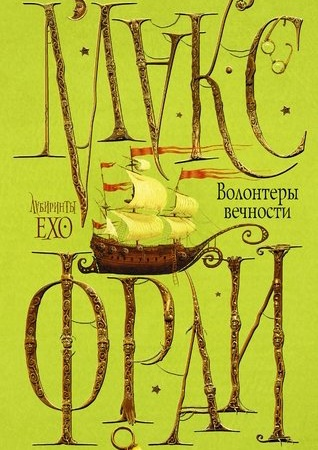 МАКС
Лабиринты
ЕХО
Волонтеры
вечности
ФРАЙ